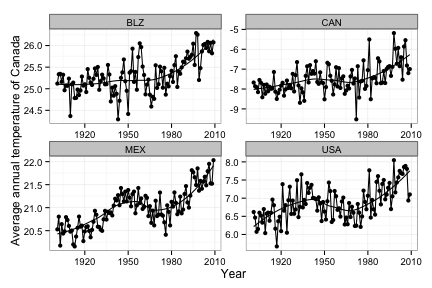 BLZ
CAN
26.0
25.5
25.0
24.5
-5
-6
-7
-8
-9
1920 1950 1980 2010
1920 1950 1980 2010
MEX
USA
22.0
21.5
21.0
20.5
8.0
7.5
7.0
6.5
6.0
1920 1950 1980 2010
1920 1950 1980 2010
Average annual temperature of Canada
Year